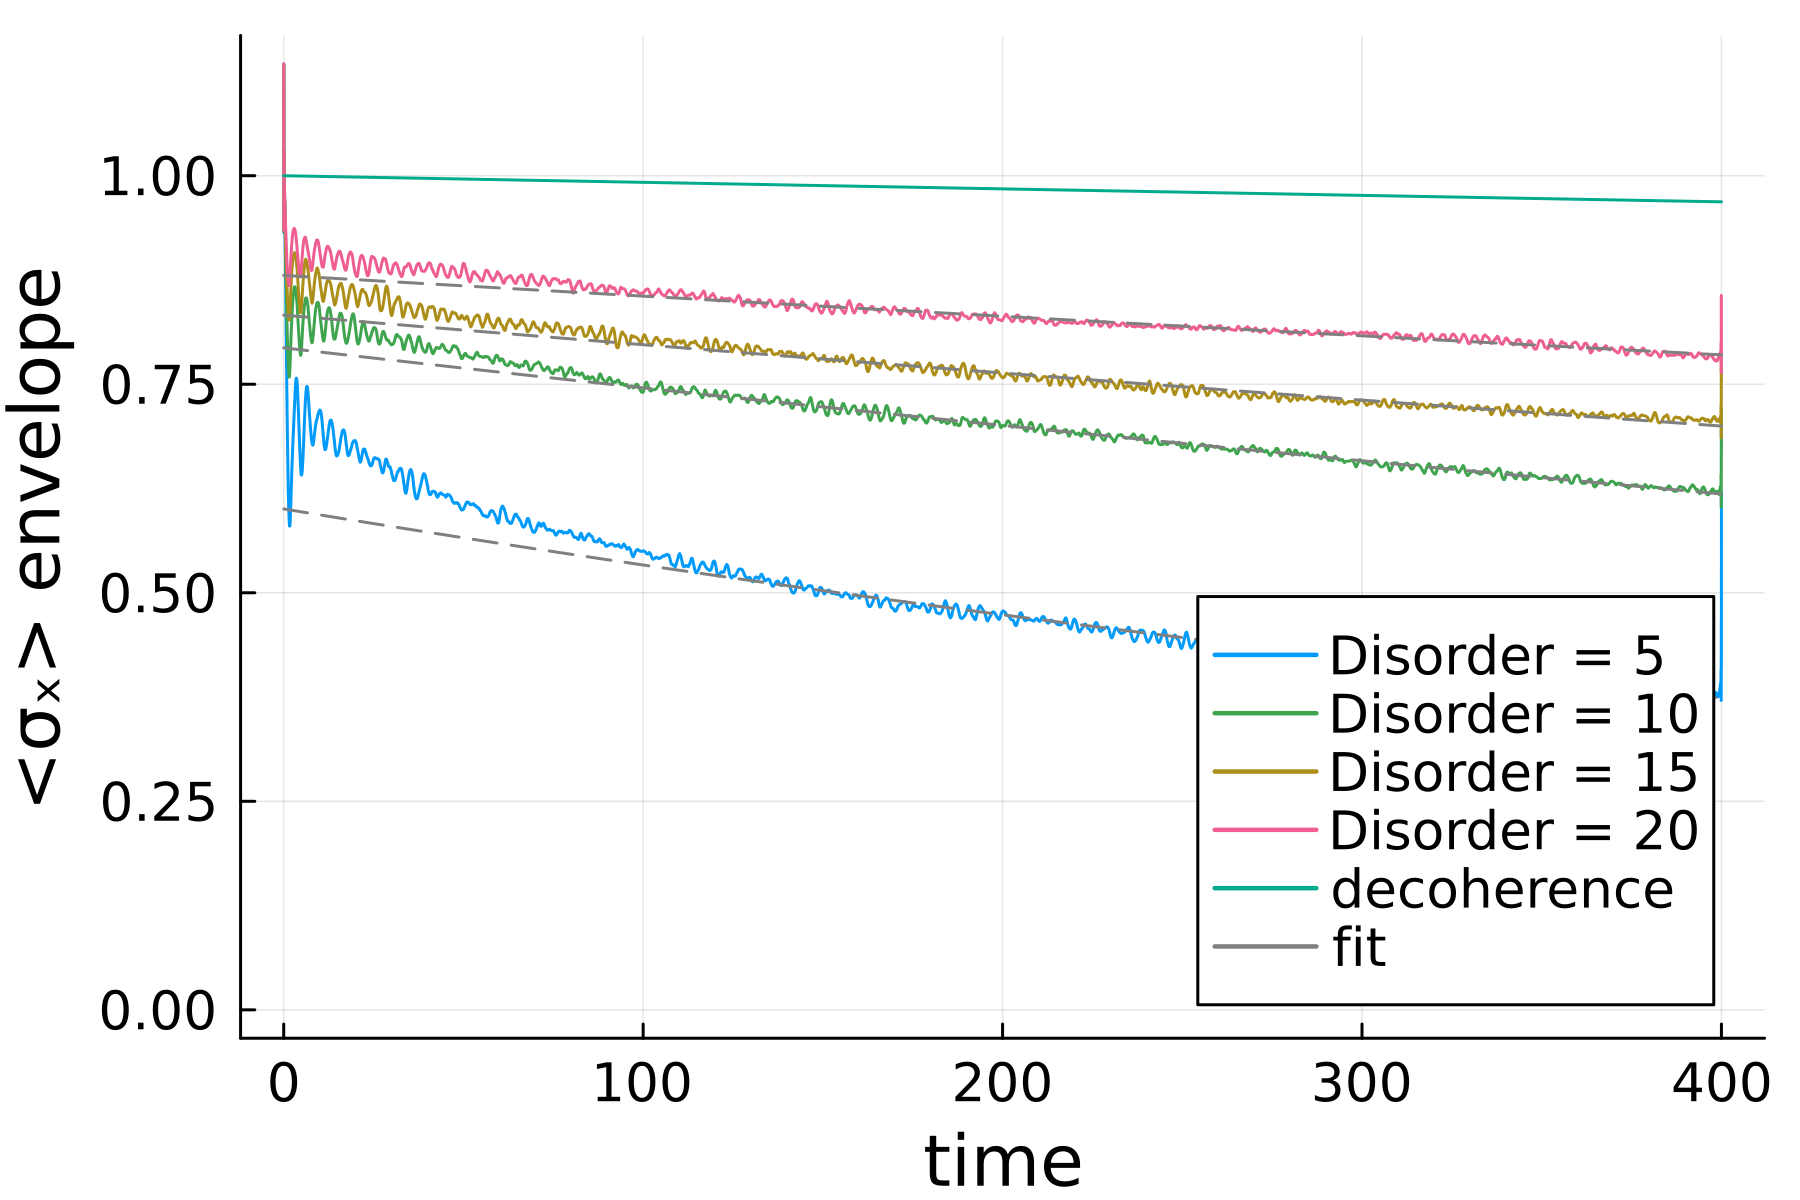 <σₓ> envelope
1.00
0.75
0.50
0.25
0.00
0 100 200 300 400
time
Disorder = 5
Disorder = 10
Disorder = 15
Disorder = 20
decoherence
fit